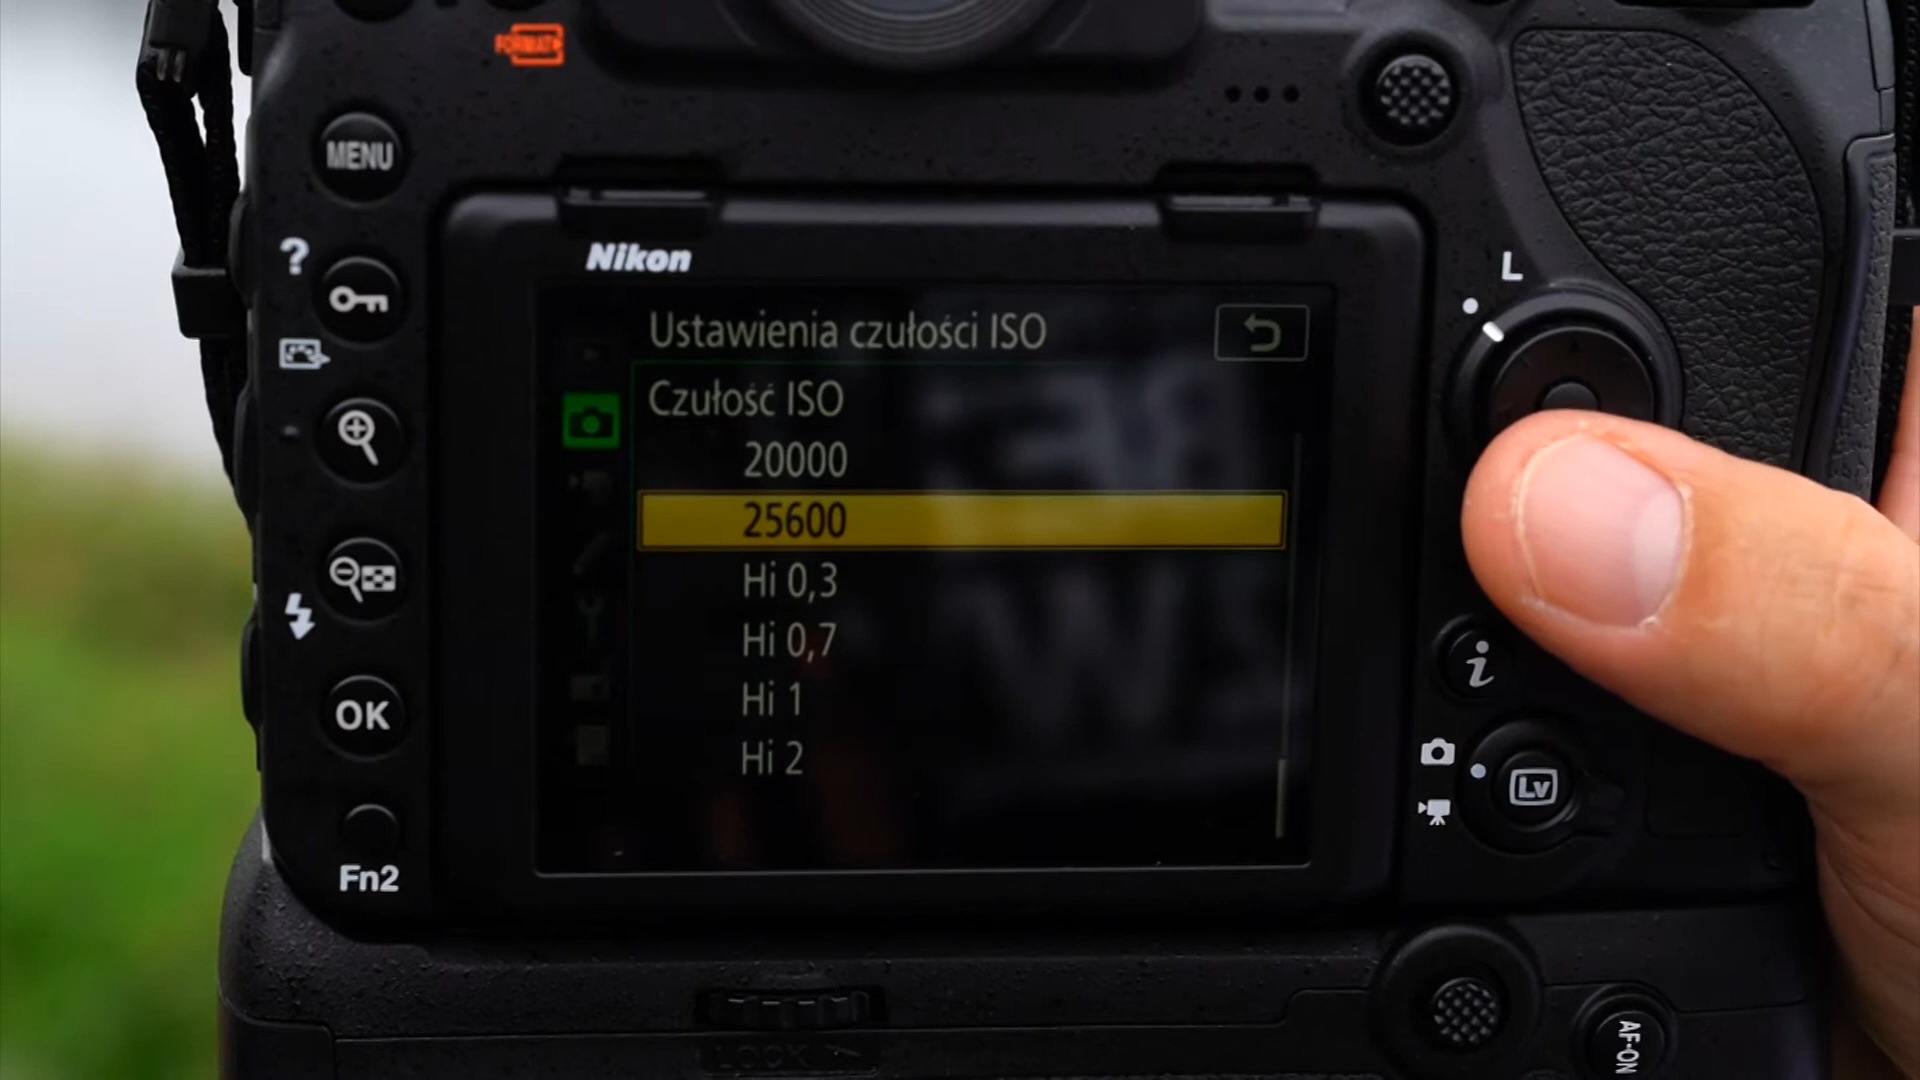 FORMAT
MENU
?
L
Nikon
Ustawienia czułości ISO
Czułość ISO
20000
25600
Hi 0,3
Hi 0,7
Hi 1
Hi 2
i
OK
Lv
Fn2
LOCK
AF-ON